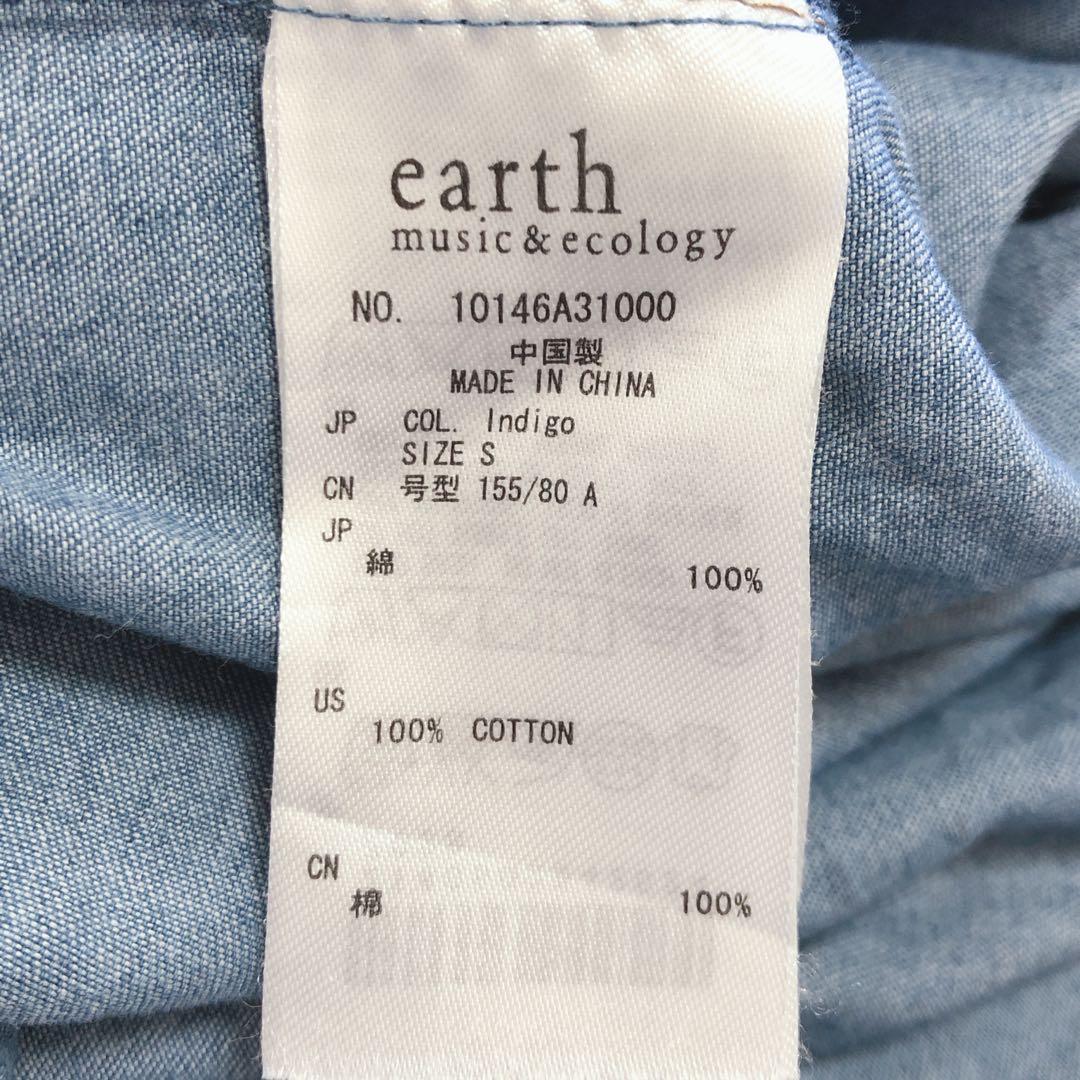 earth
music & ecology
NO. 10146A31000
中国製
MADE IN CHINA
JP COL. Indigo
SIZE S
CN 号型 155/80 A
JP
綿 100%
US
100% COTTON
CN
棉 100%